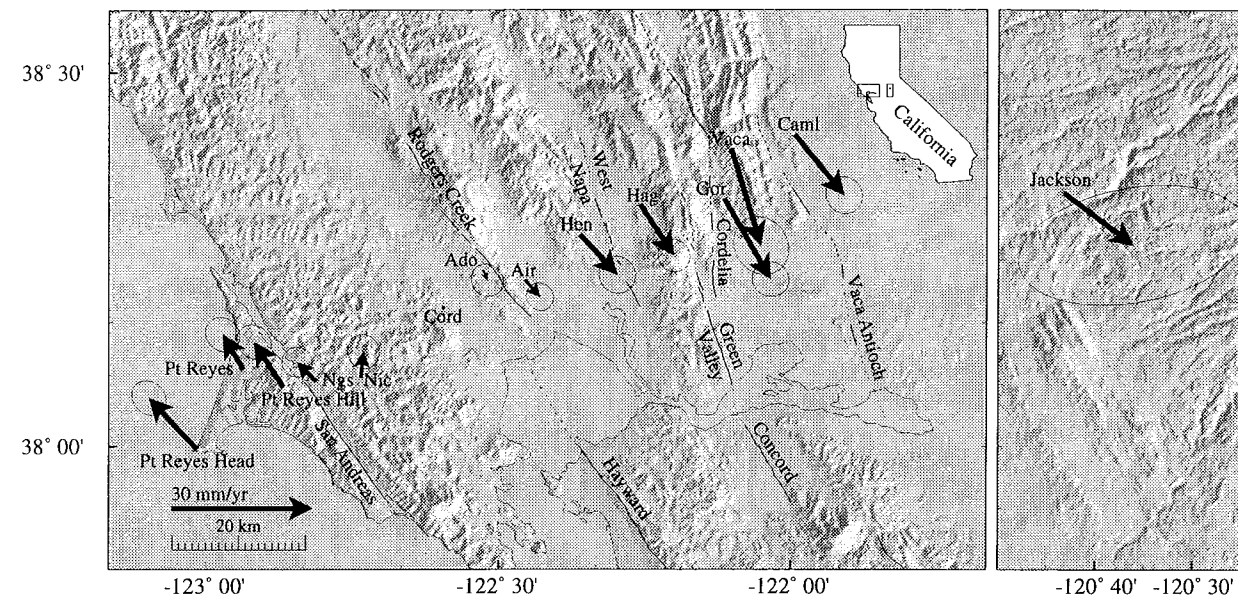 38° 30'
38° 00'
-123° 00'
-122° 30'
-122° 00'
-120° 40'
-120° 30'
California
Rodgers Creek
West
Napa
Vaca
Caml
Hag
Gor
Hen
Cordelia
Ado
Air
Cord
Green
Valley
Vaca Antioch
Pt Reyes
Ngs
Nic
Pt Reyes Hill
Pt Reyes Head
San Andreas
Hayward
Concord
30 mm/yr
20 km
Jackson